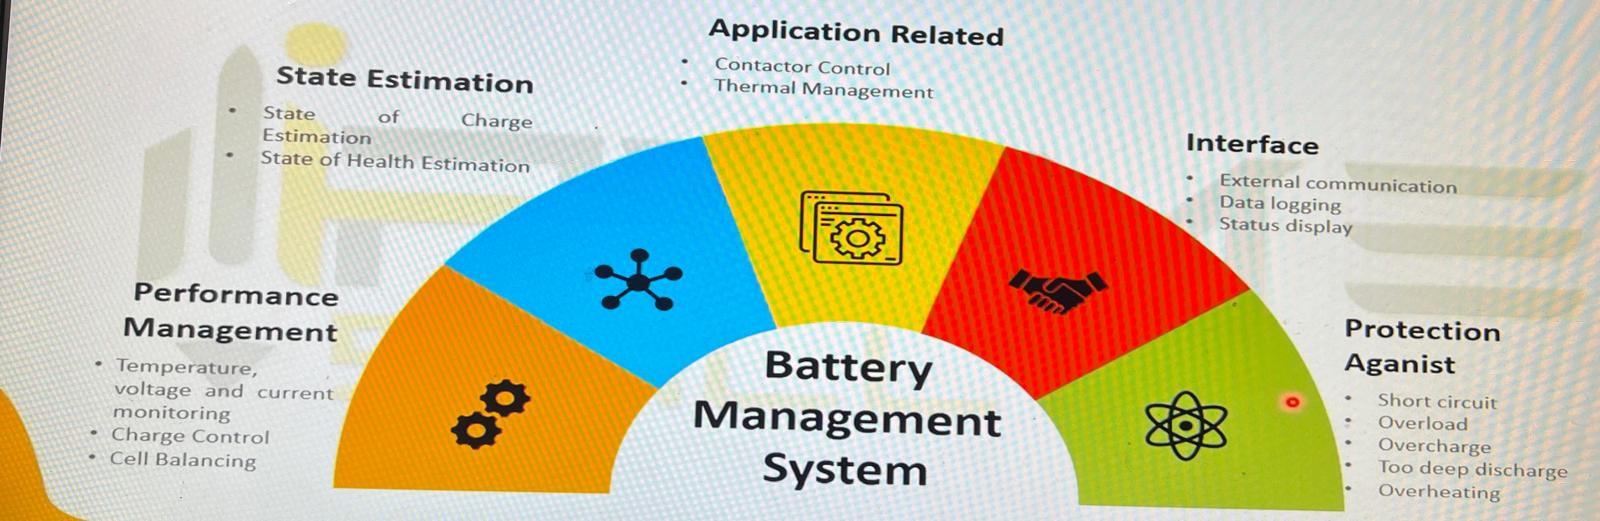 Application Related
• Contactor Control
• Thermal Management
State Estimation
• State of Charge
Estimation
• State of Health Estimation
Interface
• External communication
• Data logging
• Status display
Performance
Management
• Temperature,
voltage and current
monitoring
• Charge Control
• Cell Balancing
Protection
Aganist
• Short circuit
• Overload
• Overcharge
• Too deep discharge
• Overheating
Battery
Management
System